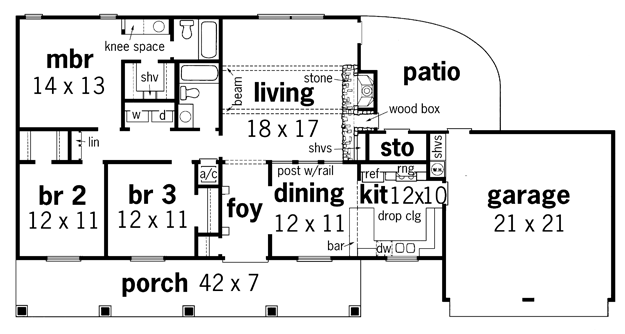 knee space
mbr
14 x 13
shv
w d
lin
beam
stone
living
18 x 17
wood box
shvs
patio
sto
shvs
br 2
12 x 11
br 3
12 x 11
a/c
foy
post w/rail
dining
12 x 11
bar
ref
rng
kit 12x10
drop clg
dw
garage
21 x 21
porch 42 x 7